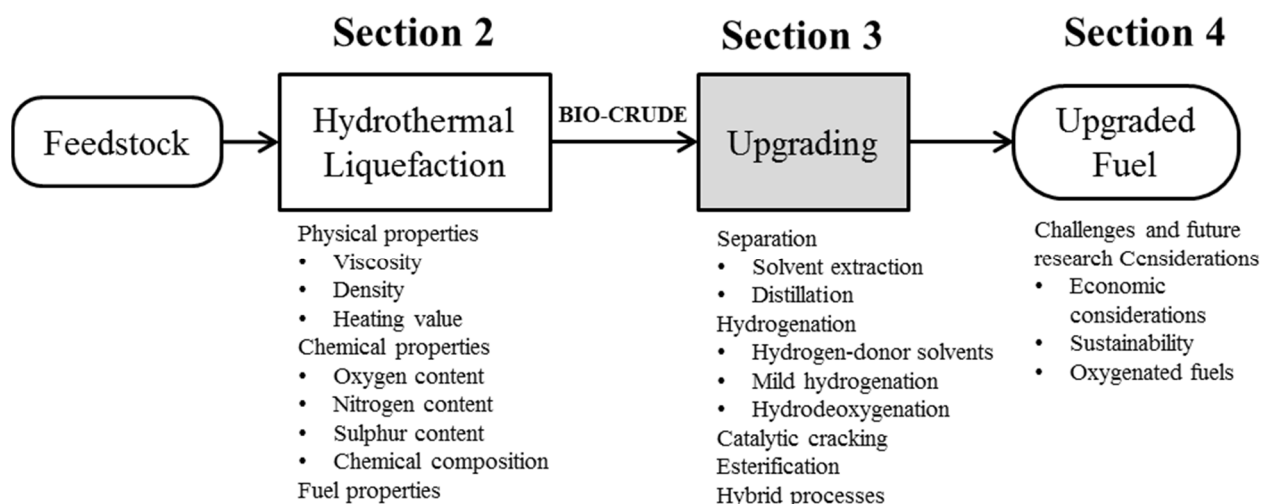 Section 2
Section 3
Section 4
Feedstock
Hydrothermal
Liquefaction
BIO-CRUDE
Upgrading
Upgraded
Fuel
Physical properties
• Viscosity
• Density
• Heating value
Chemical properties
• Oxygen content
• Nitrogen content
• Sulphur content
• Chemical composition
Fuel properties
Separation
• Solvent extraction
• Distillation
Hydrogenation
• Hydrogen-donor solvents
• Mild hydrogenation
• Hydrodeoxygenation
Catalytic cracking
Esterification
Hybrid processes
Challenges and future
research Ccnsiderations
• Economic
considerations
• Sustainability
• Oxygenated fuels